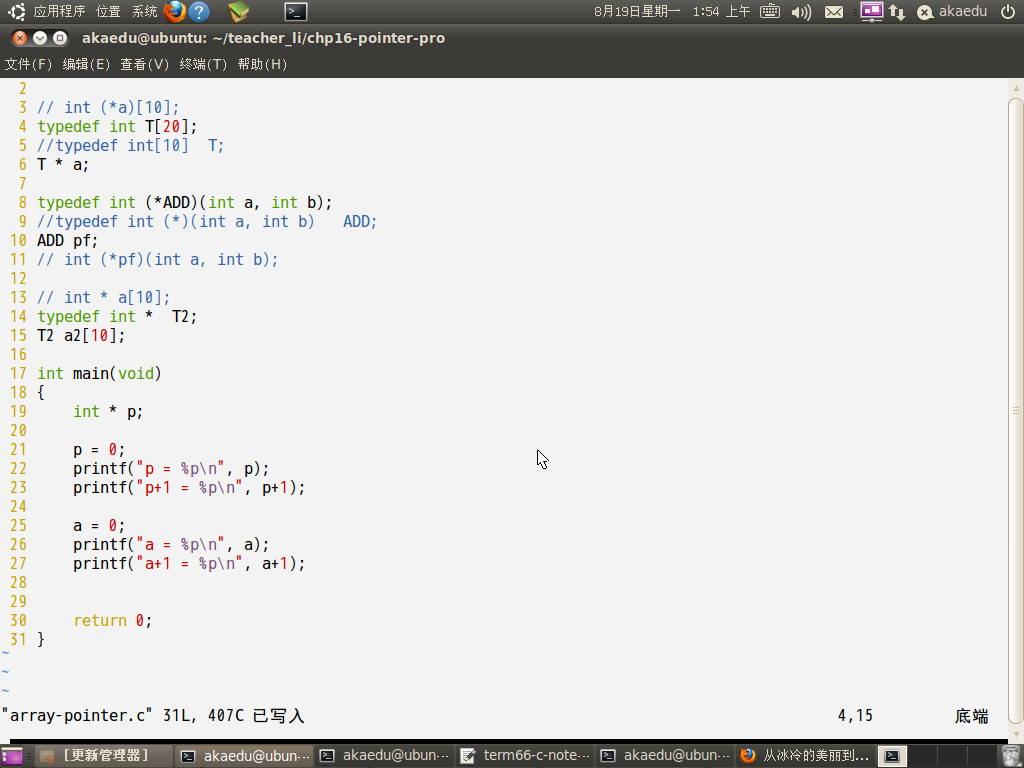 应用程序 位置 系统 8月19日星期一 1:54 上午 akaedu
akaedu@ubuntu: ~/teacher_li/chp16-pointer-pro
文件(F) 编辑(E) 查看(V) 终端(T) 帮助(H)
2
3 // int (*a)[10];
4 typedef int T[20];
5 //typedef int[10]  T;
6 T * a;
7
8 typedef int (*ADD)(int a, int b);
9 //typedef int (*)(int a, int b)   ADD;
10 ADD pf;
11 // int (*pf)(int a, int b);
12
13 // int * a[10];
14 typedef int *  T2;
15 T2 a2[10];
16
17 int main(void)
18 {
19     int * p;
20
21     p = 0;
22     printf("p = %p\n", p);
23     printf("p+1 = %p\n", p+1);
24
25     a = 0;
26     printf("a = %p\n", a);
27     printf("a+1 = %p\n", a+1);
28
29
30     return 0;
31 }
~
~
~
"array-pointer.c" 31L, 407C 已写入 4,15 底端
[更新管理器] akaedu@ubun... akaedu@ubun... term66-c-note... akaedu@ubun... 从冰冷的美丽到...